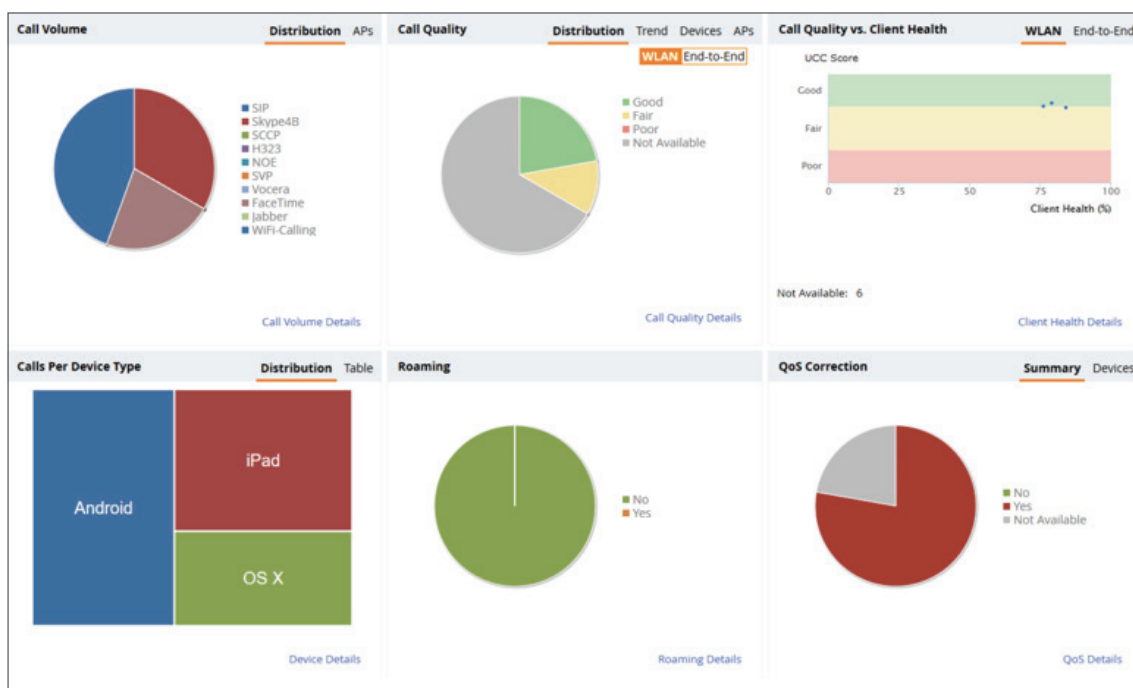 Call Volume Distribution APs
SIP
Skype4B
SCCP
H323
NOE
SVP
Vocera
FaceTime
Jabber
WiFi-Calling
Call Volume Details
Call Quality Distribution Trend Devices APs
WLAN End-to-End
Good
Fair
Poor
Not Available
Call Quality Details
Call Quality vs. Client Health WLAN End-to-End
UCC Score
Good
Fair
Poor
0 25 50 75 100
Client Health (%)
Not Available: 6
Client Health Details
Calls Per Device Type Distribution Table
Android
iPad
OS X
Device Details
Roaming
No
Yes
Roaming Details
QoS Correction Summary Devices
No
Yes
Not Available
QoS Details